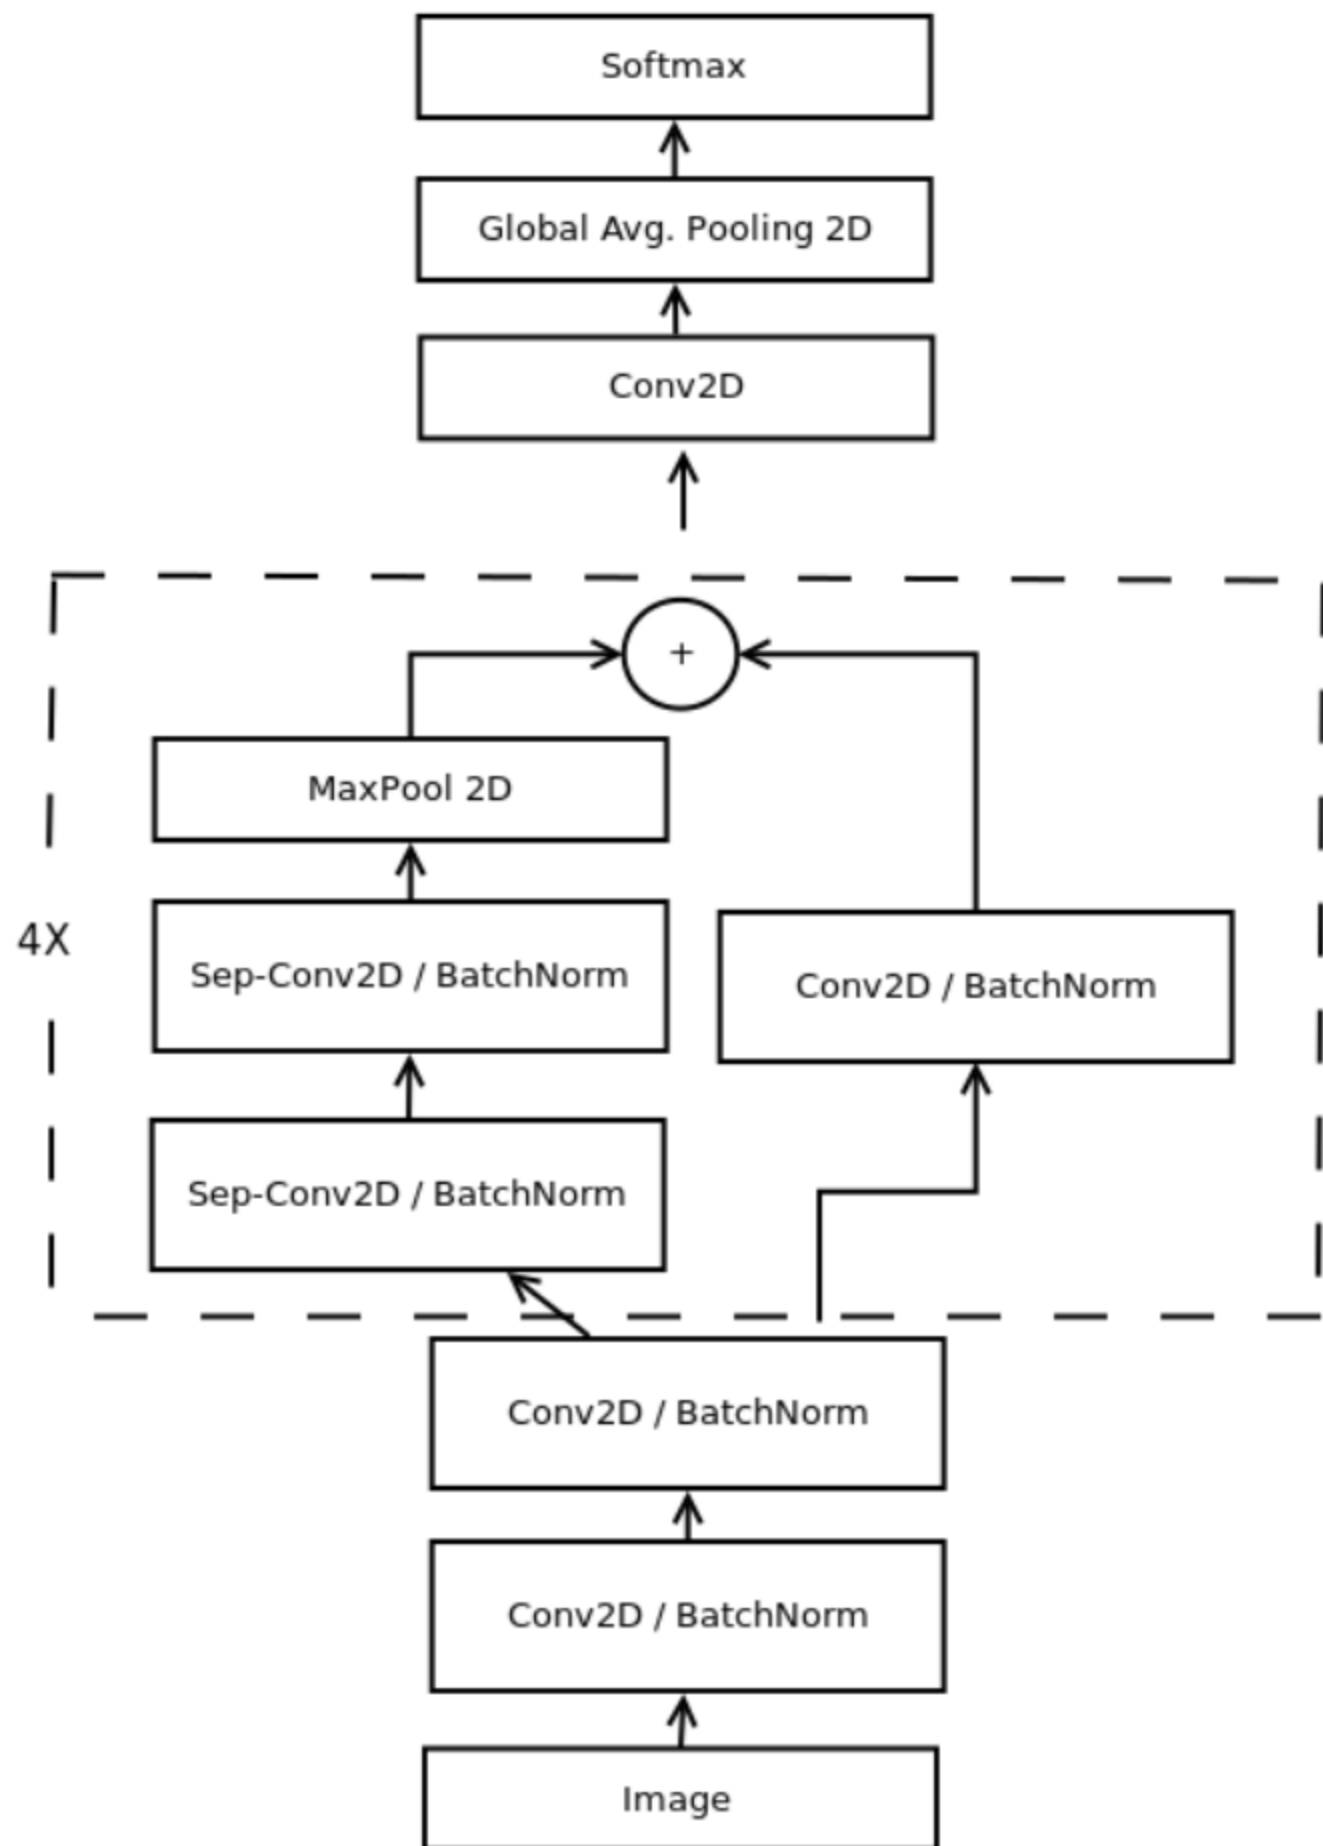 Softmax
Global Avg. Pooling 2D
Conv2D
+
MaxPool 2D
4X
Sep-Conv2D / BatchNorm
Conv2D / BatchNorm
Sep-Conv2D / BatchNorm
Conv2D / BatchNorm
Conv2D / BatchNorm
Image